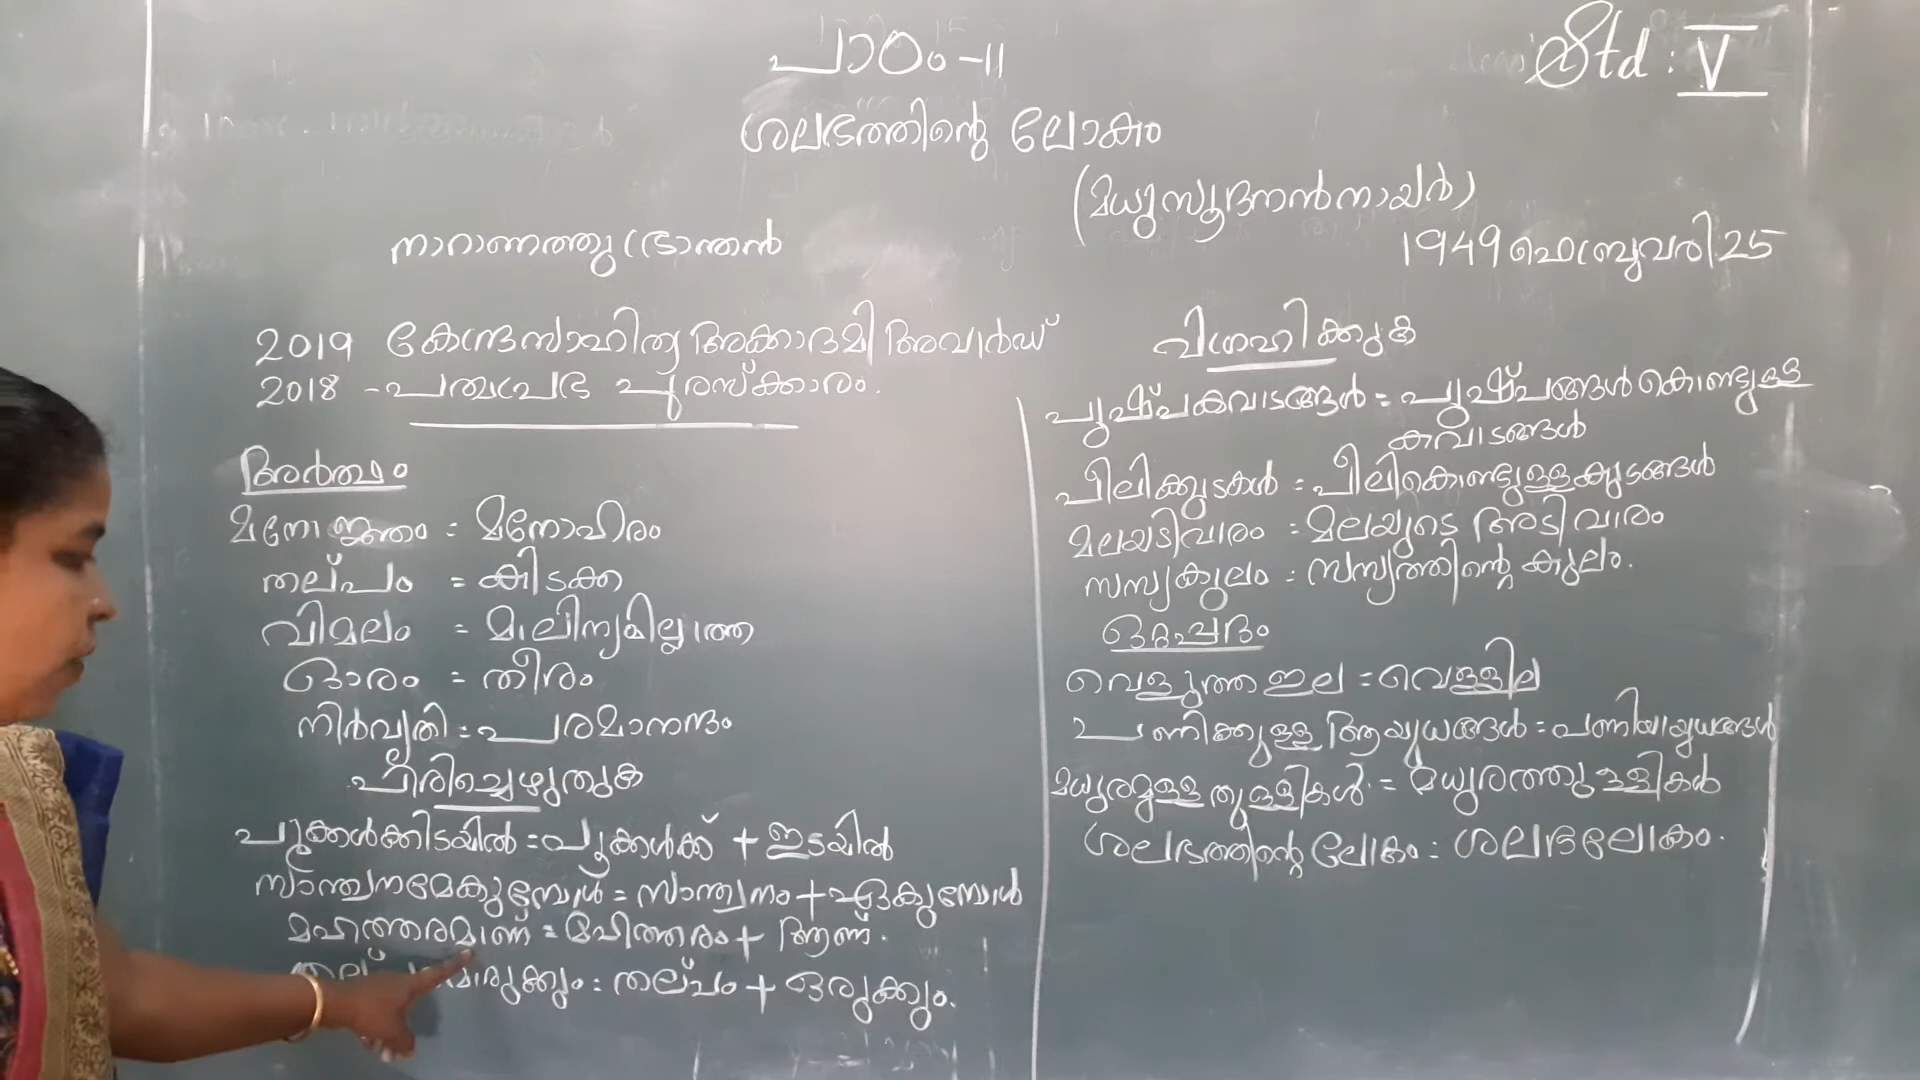 പാഠം -11
Std : V
ശലഭത്തിന്റെ ലോകം
(മധുസൂദനൻനായർ)
നാറാണത്തു ഭ്രാന്തൻ
1949 ഫെബ്രുവരി 25
2019 കേന്ദ്രസാഹിത്യ അക്കാദമി അവാർഡ്
2018 - പത്മപ്രഭ പുരസ്ക്കാരം.
അർത്ഥം
മനോജ്ഞം = മനോഹരം
തല്പം = കിടക്ക
വിമലം = മാലിന്യമില്ലാത്ത
ഓരം = തീരം
നിർവൃതി = പരമാനന്ദം
പിരിച്ചെഴുതുക
പൂക്കൾക്കിടയിൽ = പൂക്കൾക്ക് + ഇടയിൽ
സാന്ത്വനമേകുമ്പോൾ = സാന്ത്വനം + ഏകുമ്പോൾ
മഹത്തരമാണ് = മഹിത്തരം + ആണ്.
: തല്പം + ഒരുക്കും.
വിഗ്രഹിക്കുക
പുഷ്പകവാടങ്ങൾ = പുഷ്പങ്ങൾ കൊണ്ടുള്ള
കവാടങ്ങൾ
പീലിക്കുടകൾ = പീലികൊണ്ടുള്ള കുടങ്ങൾ
മലയടിവാരം = മലയുടെ അടിവാരം
സസ്യകുലം = സസ്യത്തിന്റെ കുലം.
ഒറ്റപ്പദം
വെളുത്ത ഇല = വെള്ളില
പണിക്കുള്ള ആയുധങ്ങൾ = പണിയായുധങ്ങൾ
മധുരമുള്ള തുള്ളികൾ = മധുരത്തുള്ളികൾ
ശലഭത്തിന്റെ ലോകം : ശലഭലോകം.